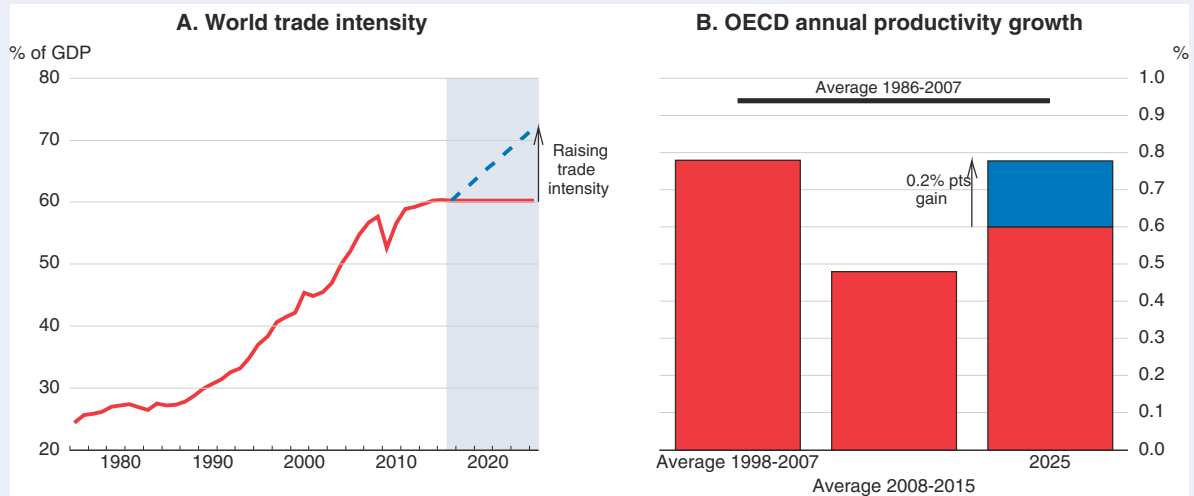 A. World trade intensity
% of GDP
80
70
60
50
40
30
20
1980 1990 2000 2010 2020
Raising
trade
intensity
B. OECD annual productivity growth
%
1.0
0.9
0.8
0.7
0.6
0.5
0.4
0.3
0.2
0.1
0.0
Average 1986-2007
0.2% pts
gain
Average 1998-2007
Average 2008-2015
2025